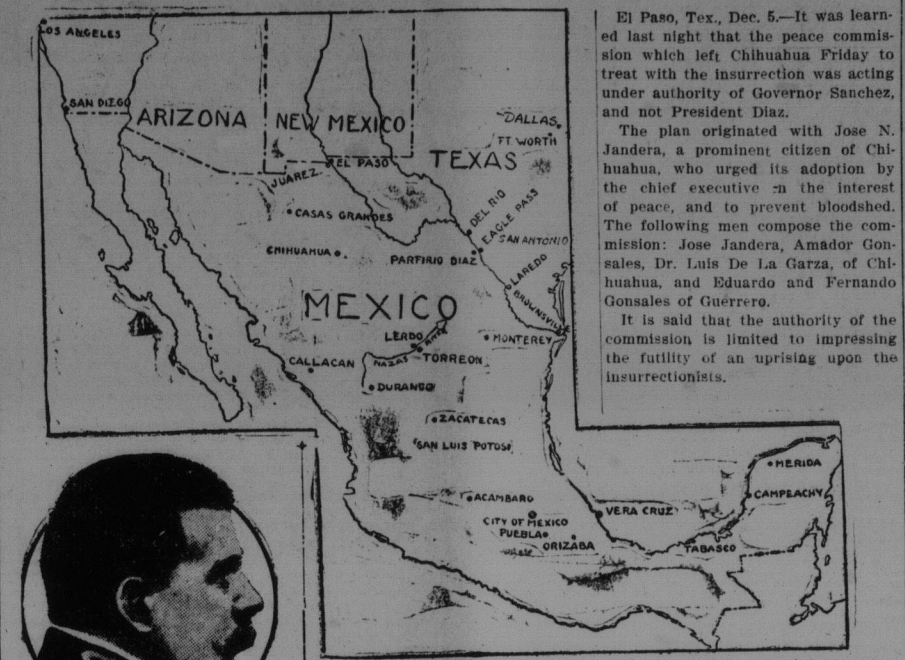 LOS ANGELES
SAN DIEGO
ARIZONA
NEW MEXICO
TEXAS
DALLAS
FT. WORTH
EL PASO
JUAREZ
CASAS GRANDES
CHIHUAHUA
DEL RIO
EAGLE PASS
SAN ANTONIO
PARFIRIO DIAZ
LAREDO
BROWNSVILLE
MEXICO
MONTEREY
LERDO
NAZAS RIVER
TORREON
CALLACAN
DURANGO
ZACATECAS
SAN LUIS POTOSI
ACAMBARO
CITY OF MEXICO
PUEBLA
ORIZABA
VERA CRUZ
TABASCO
MERIDA
CAMPEACHY
El Paso, Tex., Dec. 5.—It was learn-
ed last night that the peace commis-
sion which left Chihuahua Friday to
treat with the insurrection was acting
under authority of Governor Sanchez,
and not President Diaz.
The plan originated with Jose N.
Jandera, a prominent citizen of Chi-
huahua, who urged its adoption by
the chief executive in the interest
of peace, and to prevent bloodshed.
The following men compose the com-
mission: Jose Jandera, Amador Gon-
sales, Dr. Luis De La Garza, of Chi-
huahua, and Eduardo and Fernando
Gonsales of Guerrero.
It is said that the authority of the
commission is limited to impressing
the futility of an uprising upon the
insurrectionists.